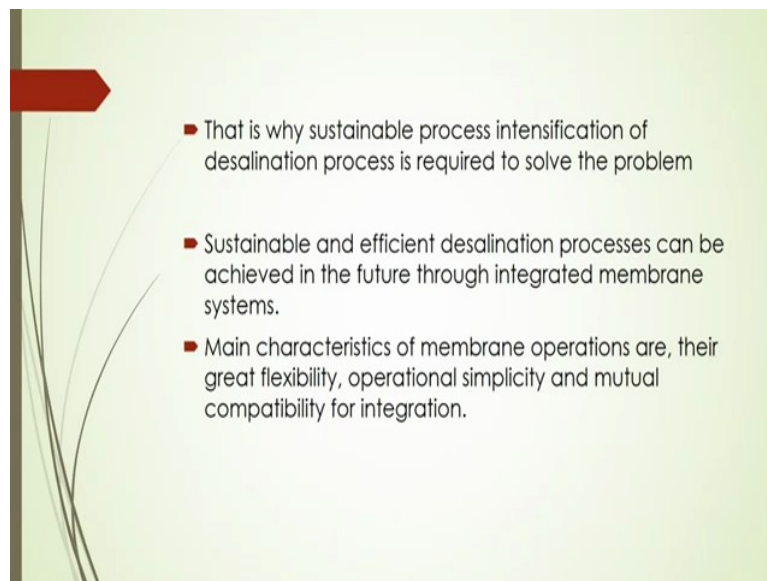 That is why sustainable process intensification of
desalination process is required to solve the problem
Sustainable and efficient desalination processes can be
achieved in the future through integrated membrane
systems.
Main characteristics of membrane operations are, their
great flexibility, operational simplicity and mutual
compatibility for integration.